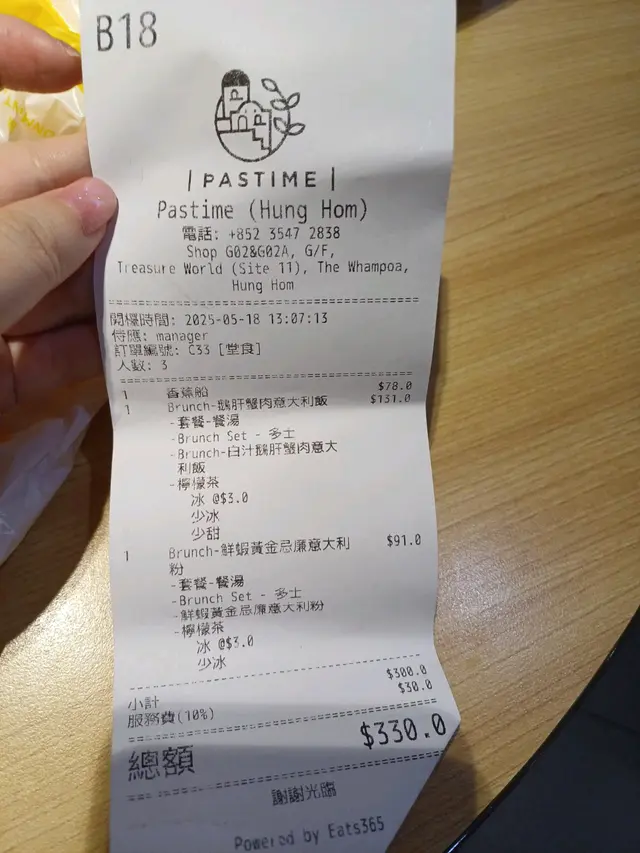 B18
| PASTIME |
Pastime (Hung Hom)
電話: +852 3547 2838
Shop G02&G02A, G/F,
Treasure World (Site 11), The Whampoa,
Hung Hom
開檯時間: 2025-05-18 13:07:13
侍應: manager
訂單編號: C33 [堂食]
人數: 3
1 香蕉船 $78.0
1 Brunch-鵝肝蟹肉意大利飯 $131.0
-套餐-餐湯
-Brunch Set - 多士
-Brunch-白汁鵝肝蟹肉意大
利飯
-檸檬茶
冰 @$3.0
少冰
少甜
1 Brunch-鮮蝦黃金忌廉意大利 $91.0
粉
-套餐-餐湯
-Brunch Set - 多士
-鮮蝦黃金忌廉意大利粉
-檸檬茶
冰 @$3.0
少冰
小計 $300.0
服務費(10%) $30.0
總額 $330.0
謝謝光臨
Powered by Eats365